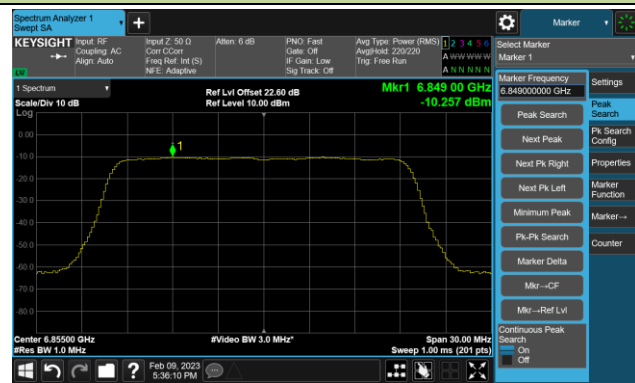 Spectrum Analyzer 1
Swept SA
Marker
KEYSIGHT
Input: RF
Coupling: AC
Align: Auto
Input Z: 50 Ω
Corr CCorr
Freq Ref: Int (S)
NFE: Adaptive
Atten: 6 dB
PNO: Fast
Gate: Off
IF Gain: Low
Sig Track: Off
Avg Type: Power (RMS)
Avg|Hold: 220/220
Trig: Free Run
1 2 3 4 5 6
A W W W W W
A N N N N N
Select Marker
Marker 1
1 Spectrum
Scale/Div 10 dB
Log
Ref Lvl Offset 22.60 dB
Ref Level 10.00 dBm
Mkr1 6.849 00 GHz
-10.257 dBm
0.00
-10.0
-20.0
-30.0
-40.0
-50.0
-60.0
-70.0
-80.0
1
Center 6.85500 GHz
#Res BW 1.0 MHz
#Video BW 3.0 MHz*
Span 30.00 MHz
Sweep 1.00 ms (201 pts)
Marker Frequency
6.849000000 GHz
Peak Search
Next Peak
Next Pk Right
Next Pk Left
Minimum Peak
Pk-Pk Search
Marker Delta
Mkr→CF
Mkr→Ref Lvl
Continuous Peak
Search
On
Off
Settings
Peak
Search
Pk Search
Config
Properties
Marker
Function
Marker→
Counter
?
Feb 09, 2023
5:36:10 PM